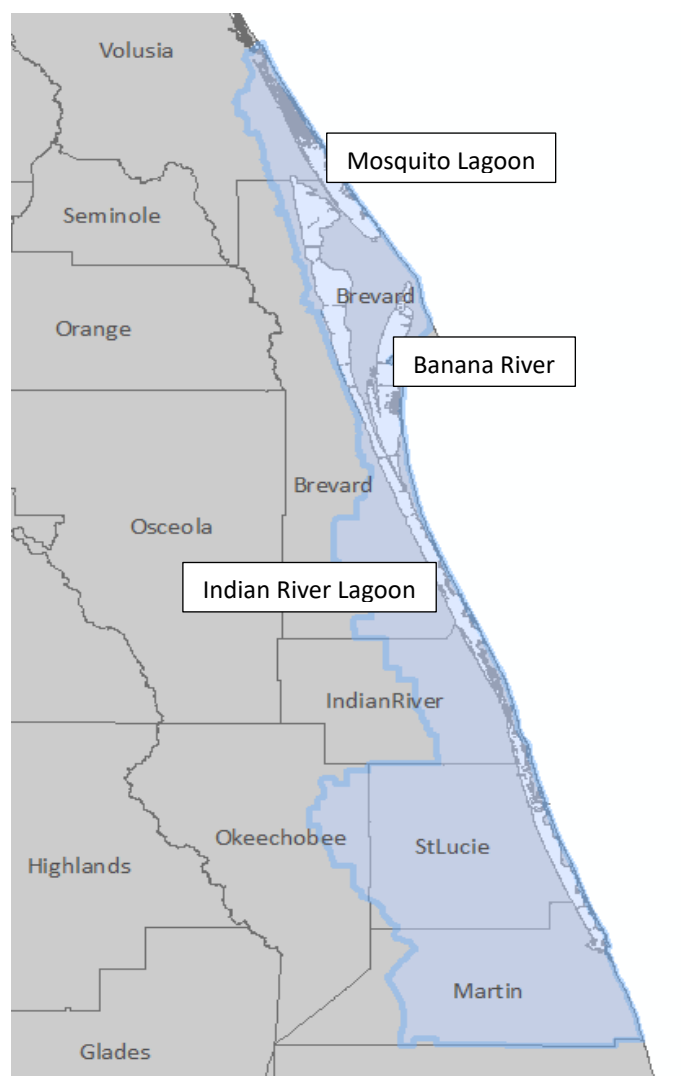 Volusia
Mosquito Lagoon
Seminole
Brevard
Orange
Banana River
Brevard
Osceola
Indian River Lagoon
IndianRiver
Okeechobee
StLucie
Highlands
Martin
Glades